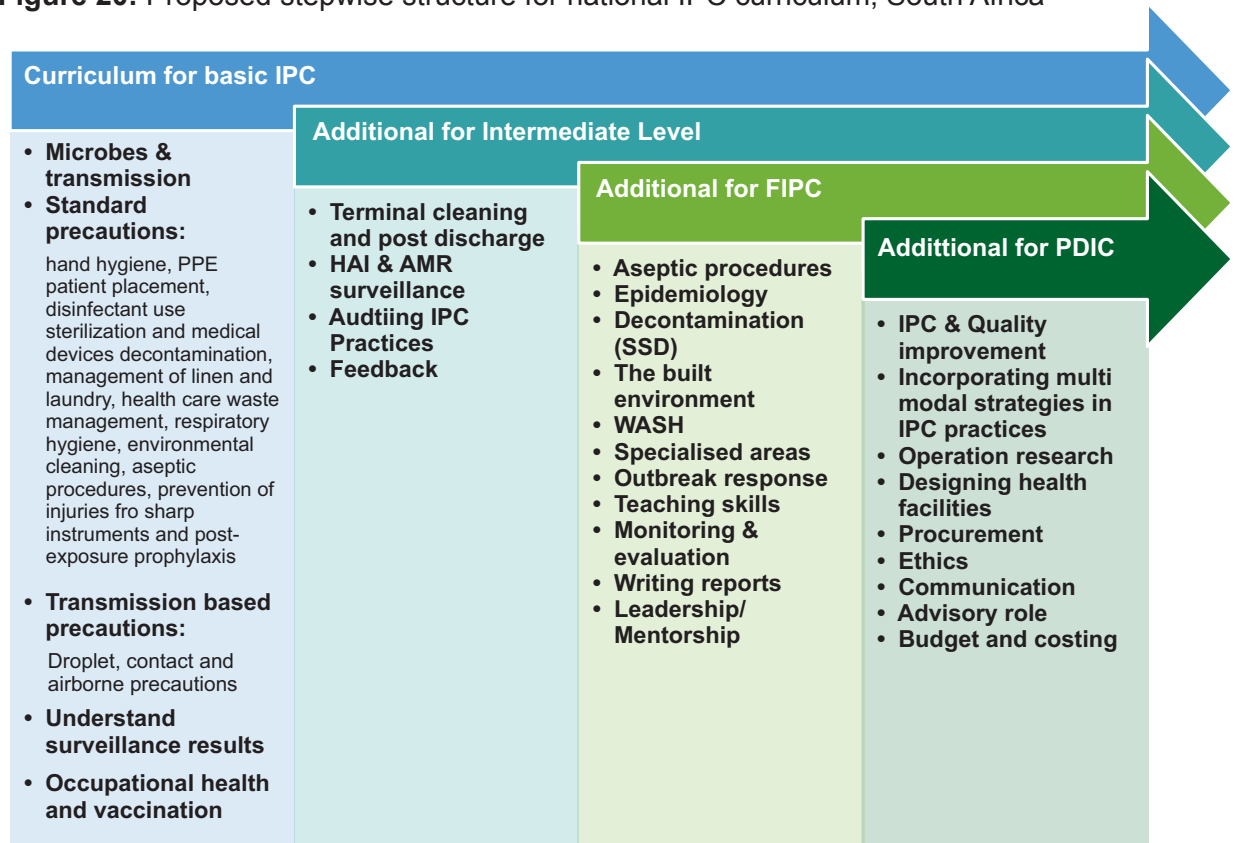 Figure 20: Proposed stepwise structure for national IPC curriculum, South Africa
Curriculum for basic IPC
• Microbes &
transmission
• Standard
precautions:
hand hygiene, PPE
patient placement,
disinfectant use
sterilization and medical
devices decontamination,
management of linen and
laundry, health care waste
management, respiratory
hygiene, environmental
cleaning, aseptic
procedures, prevention of
injuries fro sharp
instruments and post-
exposure prophylaxis
• Transmission based
precautions:
Droplet, contact and
airborne precautions
• Understand
surveillance results
• Occupational health
and vaccination
Additional for Intermediate Level
• Terminal cleaning
and post discharge
• HAI & AMR
surveillance
• Audtiing IPC
Practices
• Feedback
Additional for FIPC
• Aseptic procedures
• Epidemiology
• Decontamination
(SSD)
• The built
environment
• WASH
• Specialised areas
• Outbreak response
• Teaching skills
• Monitoring &
evaluation
• Writing reports
• Leadership/
Mentorship
Addittional for PDIC
• IPC & Quality
improvement
• Incorporating multi
modal strategies in
IPC practices
• Operation research
• Designing health
facilities
• Procurement
• Ethics
• Communication
• Advisory role
• Budget and costing